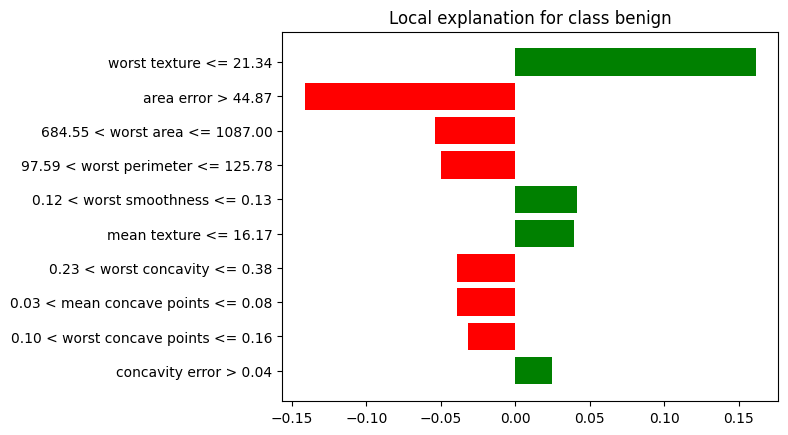 Local explanation for class benign
worst texture <= 21.34
area error > 44.87
684.55 < worst area <= 1087.00
97.59 < worst perimeter <= 125.78
0.12 < worst smoothness <= 0.13
mean texture <= 16.17
0.23 < worst concavity <= 0.38
0.03 < mean concave points <= 0.08
0.10 < worst concave points <= 0.16
concavity error > 0.04
−0.15 −0.10 −0.05 0.00 0.05 0.10 0.15